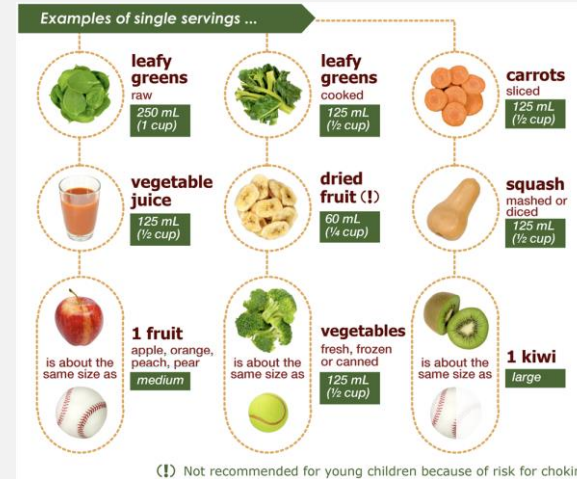 Examples of single servings ...
leafy
greens
raw
250 mL
(1 cup)
leafy
greens
cooked
125 mL
(½ cup)
carrots
sliced
125 mL
(½ cup)
vegetable
juice
125 mL
(½ cup)
dried
fruit (!)
60 mL
(¼ cup)
squash
mashed or
diced
125 mL
(½ cup)
1 fruit
apple, orange,
peach, pear
medium
is about the
same size as
vegetables
fresh, frozen
or canned
125 mL
(½ cup)
is about the
same size as
1 kiwi
large
is about the
same size as
(!) Not recommended for young children because of risk for